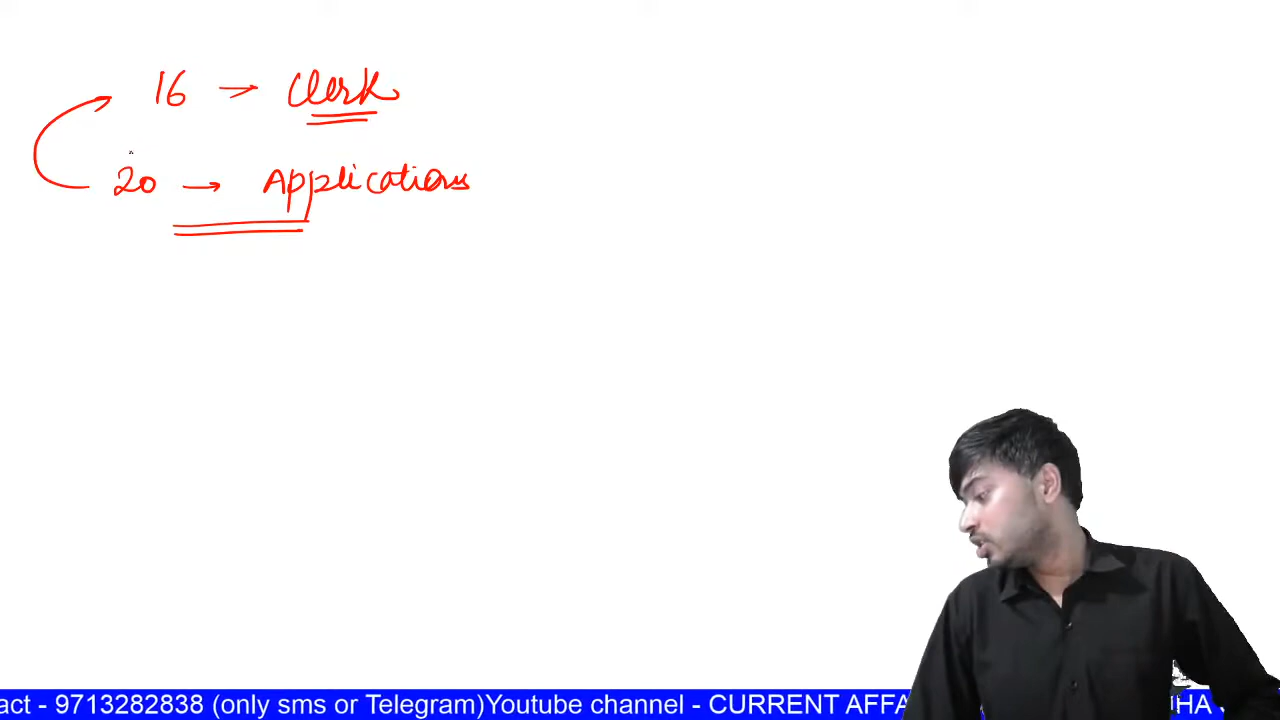 16 → Clerk
20 → Applications
act - 9713282838 (only sms or Telegram)Youtube channel - CURRENT AFFA